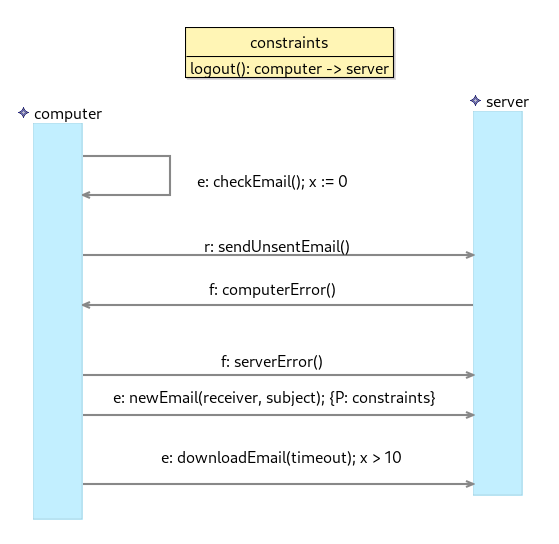 constraints
logout(): computer -> server
server
computer
e: checkEmail(); x := 0
r: sendUnsentEmail()
f: computerError()
f: serverError()
e: newEmail(receiver, subject); {P: constraints}
e: downloadEmail(timeout); x > 10